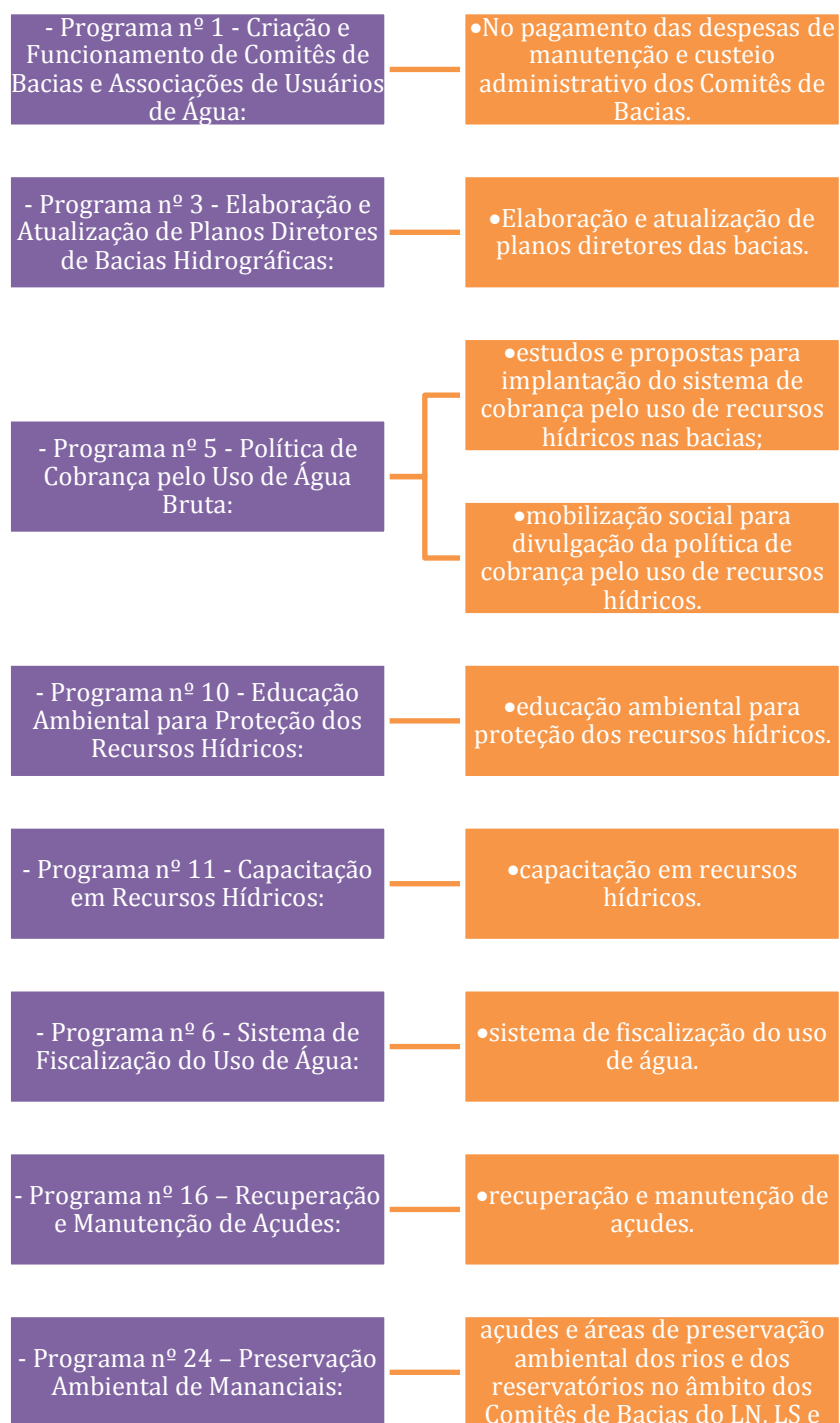 - Programa nº 1 - Criação e
Funcionamento de Comitês de
Bacias e Associações de Usuários
de Água:
•No pagamento das despesas de
manutenção e custeio
administrativo dos Comitês de
Bacias.
- Programa nº 3 - Elaboração e
Atualização de Planos Diretores
de Bacias Hidrográficas:
•Elaboração e atualização de
planos diretores das bacias.
- Programa nº 5 - Política de
Cobrança pelo Uso de Água
Bruta:
•estudos e propostas para
implantação do sistema de
cobrança pelo uso de recursos
hídricos nas bacias;
•mobilização social para
divulgação da política de
cobrança pelo uso de recursos
hídricos.
- Programa nº 10 - Educação
Ambiental para Proteção dos
Recursos Hídricos:
•educação ambiental para
proteção dos recursos hídricos.
- Programa nº 11 - Capacitação
em Recursos Hídricos:
•capacitação em recursos
hídricos.
- Programa nº 6 - Sistema de
Fiscalização do Uso de Água:
•sistema de fiscalização do uso
de água.
- Programa nº 16 – Recuperação
e Manutenção de Açudes:
•recuperação e manutenção de
açudes.
- Programa nº 24 – Preservação
Ambiental de Mananciais:
açudes e áreas de preservação
ambiental dos rios e dos
reservatórios no âmbito dos
Comitês de Bacias do LN, LS e